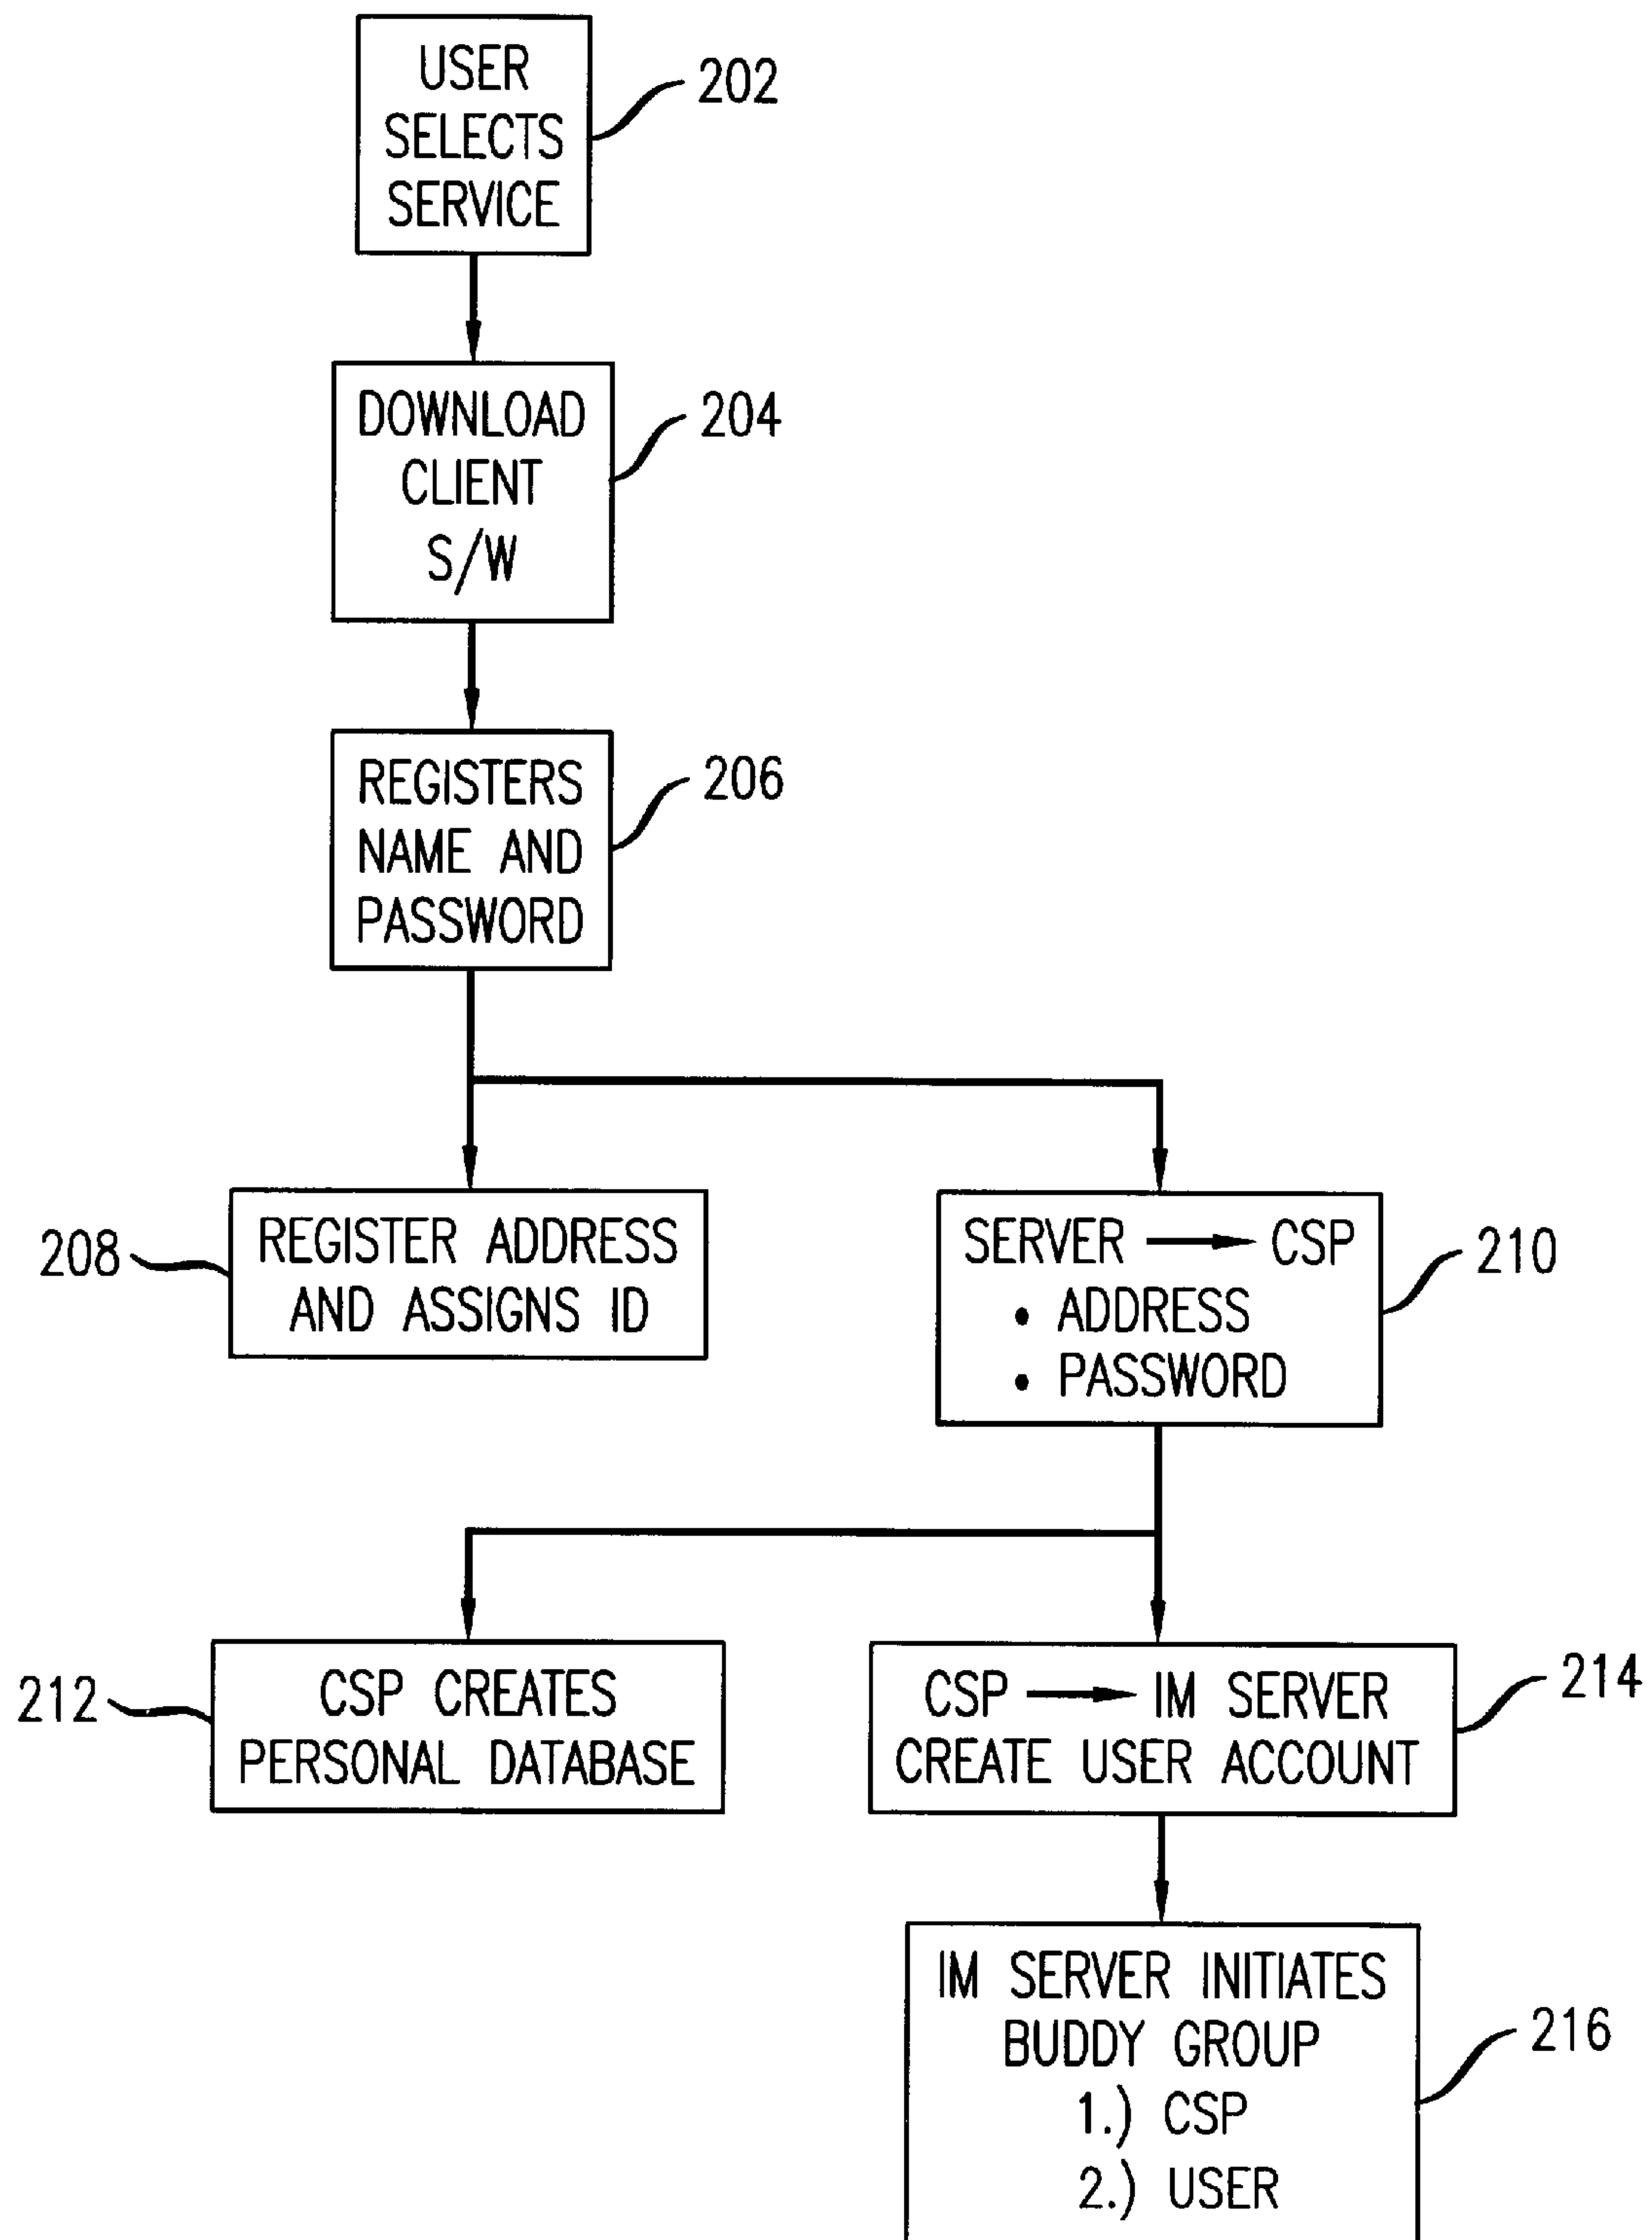 USER
SELECTS
SERVICE
202
DOWNLOAD
CLIENT
S/W
204
REGISTERS
NAME AND
PASSWORD
206
208
REGISTER ADDRESS
AND ASSIGNS ID
SERVER → CSP
• ADDRESS
• PASSWORD
210
212
CSP CREATES
PERSONAL DATABASE
CSP → IM SERVER
CREATE USER ACCOUNT
214
IM SERVER INITIATES
BUDDY GROUP
1.) CSP
2.) USER
216